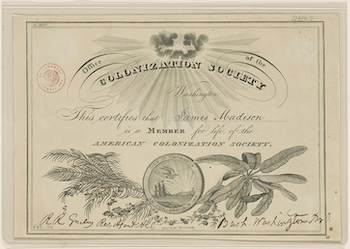 Office of the
COLONIZATION SOCIETY
Washington
This certifies that James Madison
is a MEMBER for life, of the
AMERICAN COLONIZATION SOCIETY.
R. R. Gurley
Bush. Washington